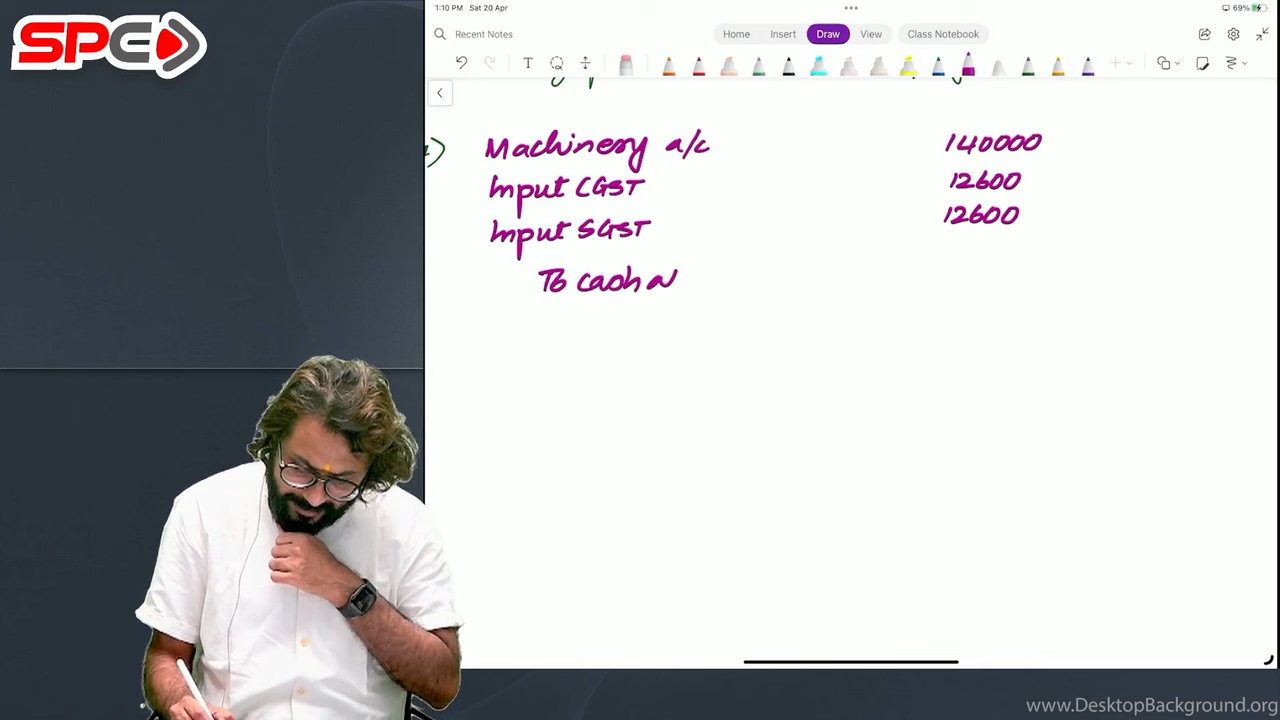 SPED
1:10 PM Sat 20 Apr
69%
Recent Notes
Home Insert Draw View Class Notebook
Machinery a/c 140000
Input CGST 12600
Input SGST 12600
To cash a
www.DesktopBackground.org